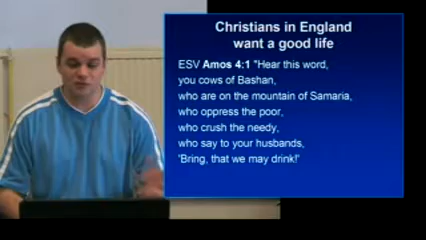 Christians in England
want a good life
ESV Amos 4:1 "Hear this word,
you cows of Bashan,
who are on the mountain of Samaria,
who oppress the poor,
who crush the needy,
who say to your husbands,
'Bring, that we may drink!'